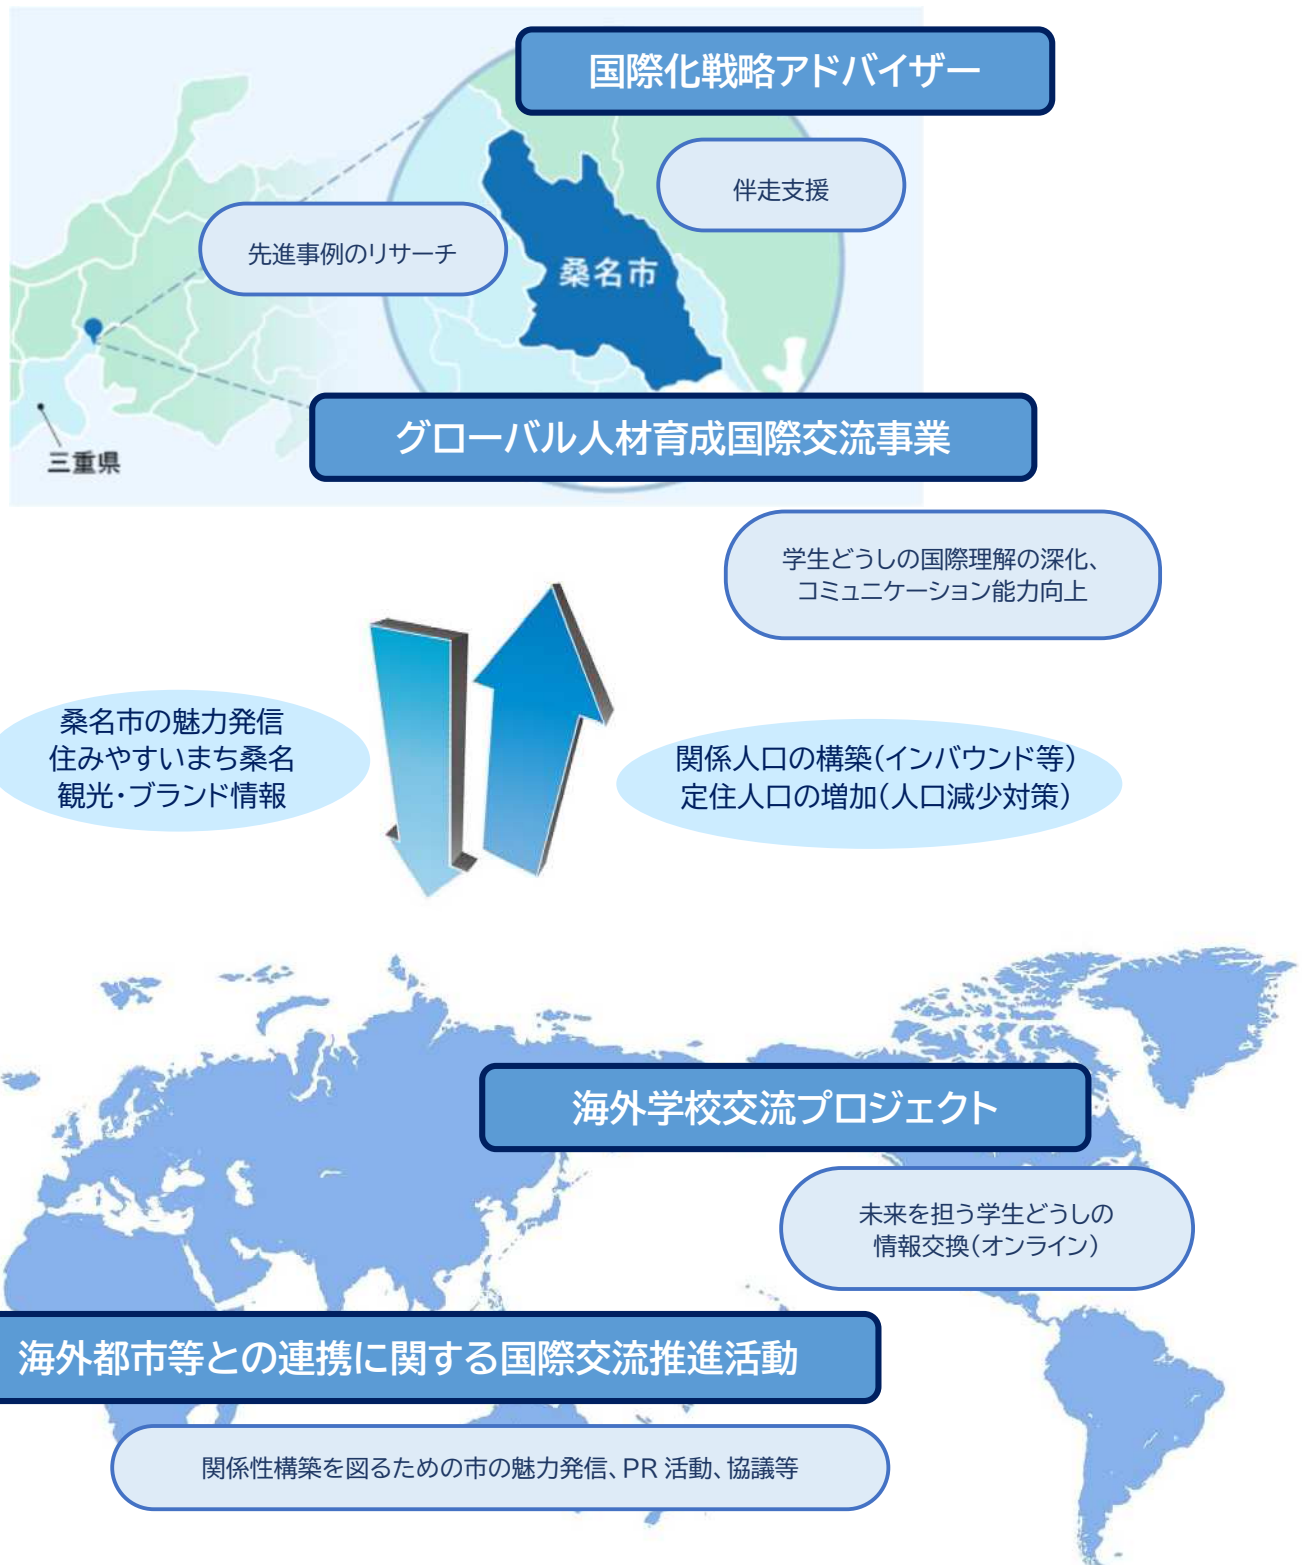 国際化戦略アドバイザー
伴走支援
先進事例のリサーチ
桑名市
グローバル人材育成国際交流事業
三重県
学生どうしの国際理解の深化、
コミュニケーション能力向上
桑名市の魅力発信
住みやすいまち桑名
観光・ブランド情報
関係人口の構築(インバウンド等)
定住人口の増加(人口減少対策)
海外学校交流プロジェクト
未来を担う学生どうしの
情報交換(オンライン)
海外都市等との連携に関する国際交流推進活動
関係性構築を図るための市の魅力発信、PR 活動、協議等